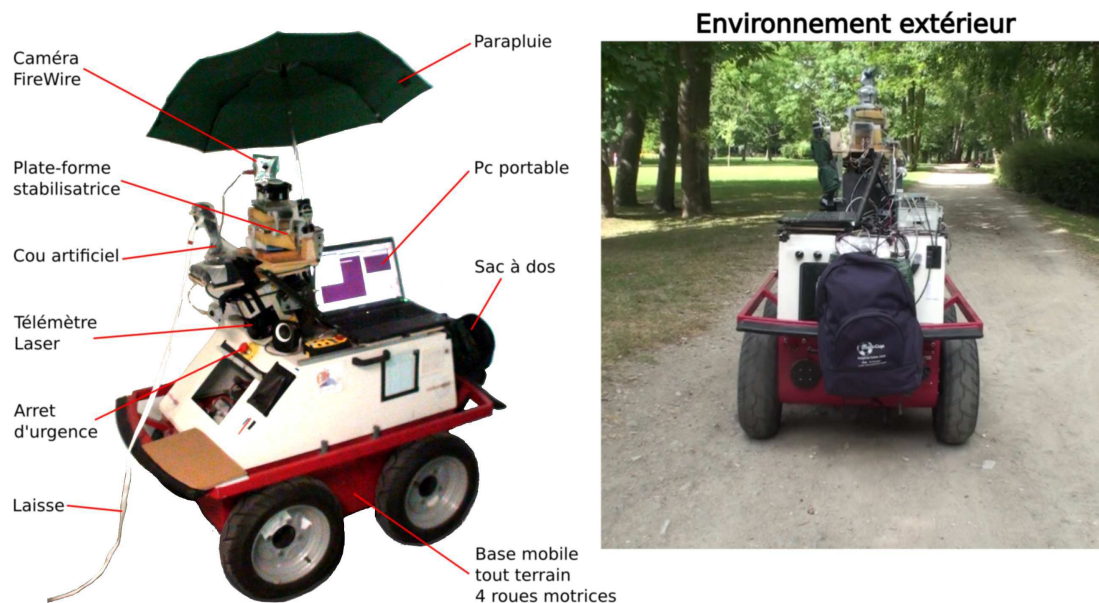 Environnement extérieur
Caméra
FireWire
Parapluie
Plate-forme
stabilisatrice
Pc portable
Cou artificiel
Sac à dos
Télémètre
Laser
Arret
d'urgence
Laisse
Base mobile
tout terrain
4 roues motrices